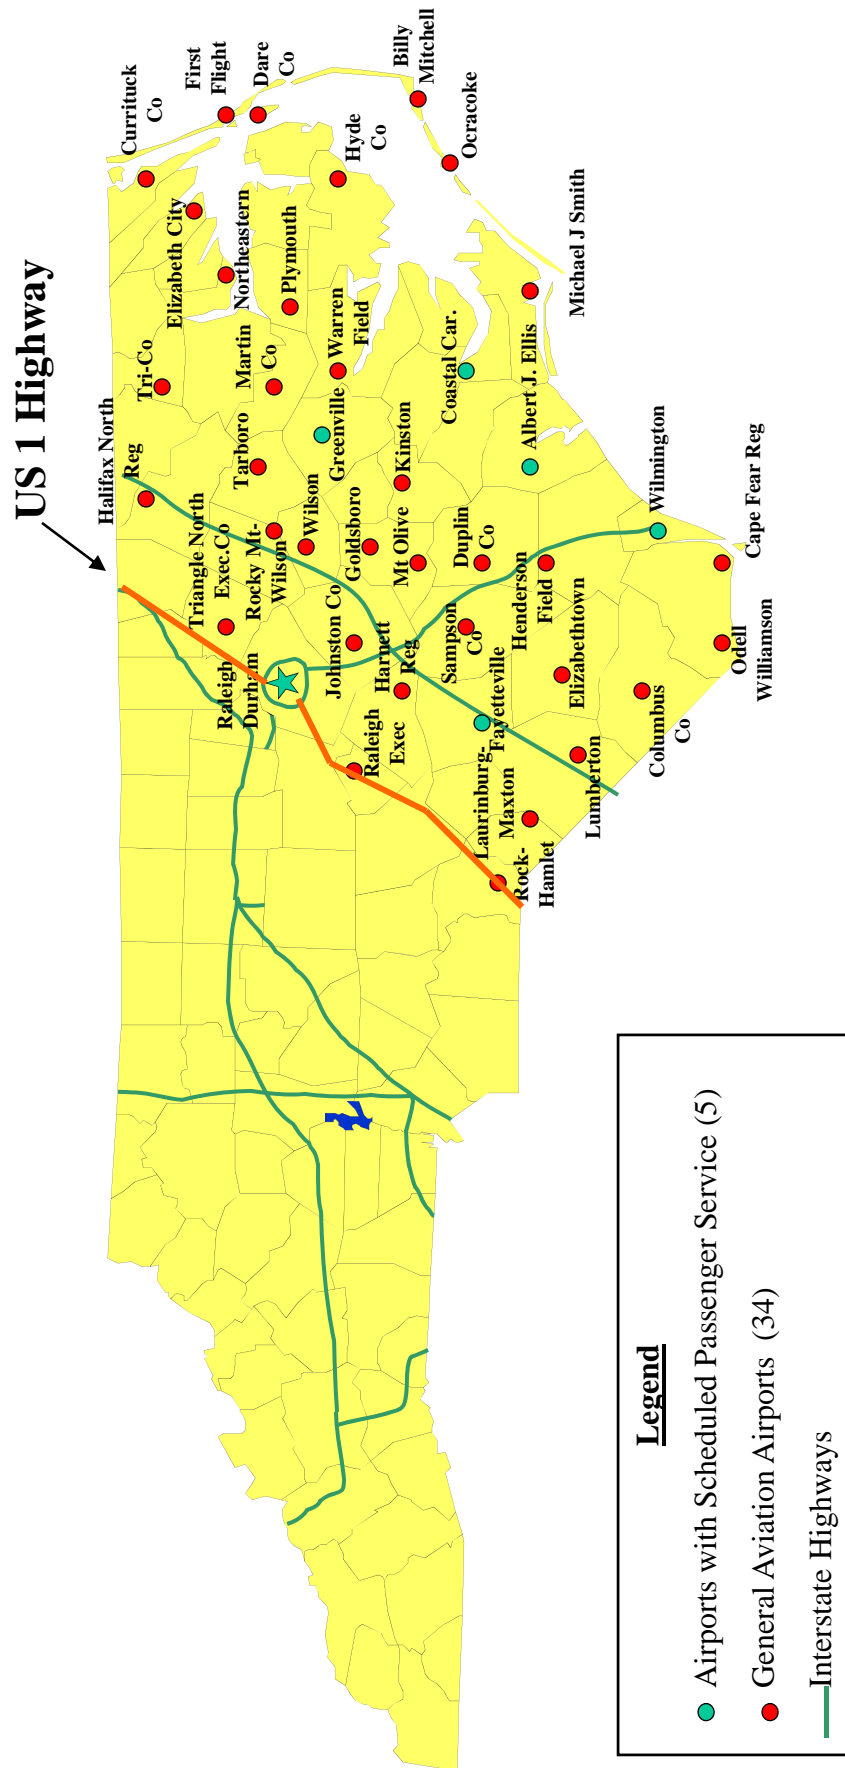 US 1 Highway
Currituck
Co
First
Flight
Dare
Co
Billy
Mitchell
Ocracoke
Hyde
Co
Elizabeth City
Northeastern
Plymouth
Michael J Smith
Tri-Co
Martin
Co
Warren
Field
Coastal Car.
Albert J. Ellis
Halifax North
Reg
Tarboro
Greenville
Kinston
Wilmington
Cape Fear Reg
Triangle North
Exec.Co
Rocky Mt-
Wilson
Wilson
Goldsboro
Mt Olive
Duplin
Co
Henderson
Field
Raleigh
Durham
Johnston Co
Harnett
Reg
Sampson
Co
Elizabethtown
Odell
Williamson
Raleigh
Exec
Fayetteville
Columbus
Co
Laurinburg-
Maxton
Lumberton
Rock-
Hamlet
Legend
Airports with Scheduled Passenger Service (5)
General Aviation Airports (34)
Interstate Highways